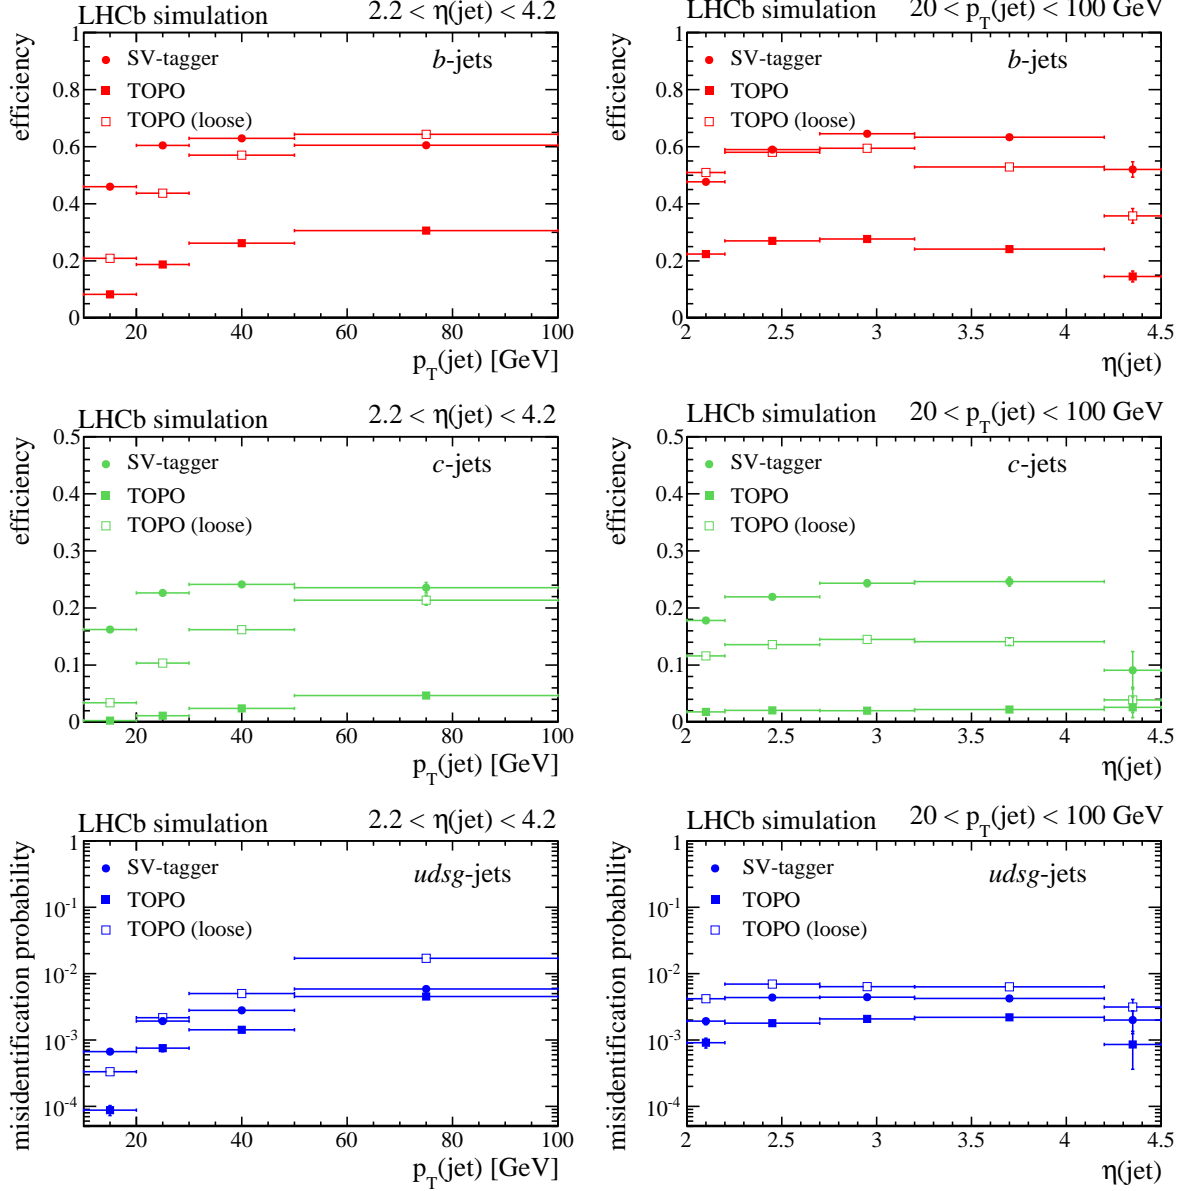 LHCb simulation 2.2 < η(jet) < 4.2
efficiency
1
0.8
0.6
0.4
0.2
0
SV-tagger
TOPO
TOPO (loose)
b-jets
20 40 60 80 100
p_T(jet) [GeV]
LHCb simulation 20 < p_T(jet) < 100 GeV
efficiency
1
0.8
0.6
0.4
0.2
0
SV-tagger
TOPO
TOPO (loose)
b-jets
2 2.5 3 3.5 4 4.5
η(jet)
LHCb simulation 2.2 < η(jet) < 4.2
efficiency
0.5
0.4
0.3
0.2
0.1
0
SV-tagger
TOPO
TOPO (loose)
c-jets
20 40 60 80 100
p_T(jet) [GeV]
LHCb simulation 20 < p_T(jet) < 100 GeV
efficiency
0.5
0.4
0.3
0.2
0.1
0
SV-tagger
TOPO
TOPO (loose)
c-jets
2 2.5 3 3.5 4 4.5
η(jet)
LHCb simulation 2.2 < η(jet) < 4.2
misidentification probability
1
10⁻¹
10⁻²
10⁻³
10⁻⁴
SV-tagger
TOPO
TOPO (loose)
udsg-jets
20 40 60 80 100
p_T(jet) [GeV]
LHCb simulation 20 < p_T(jet) < 100 GeV
misidentification probability
1
10⁻¹
10⁻²
10⁻³
10⁻⁴
SV-tagger
TOPO
TOPO (loose)
udsg-jets
2 2.5 3 3.5 4 4.5
η(jet)